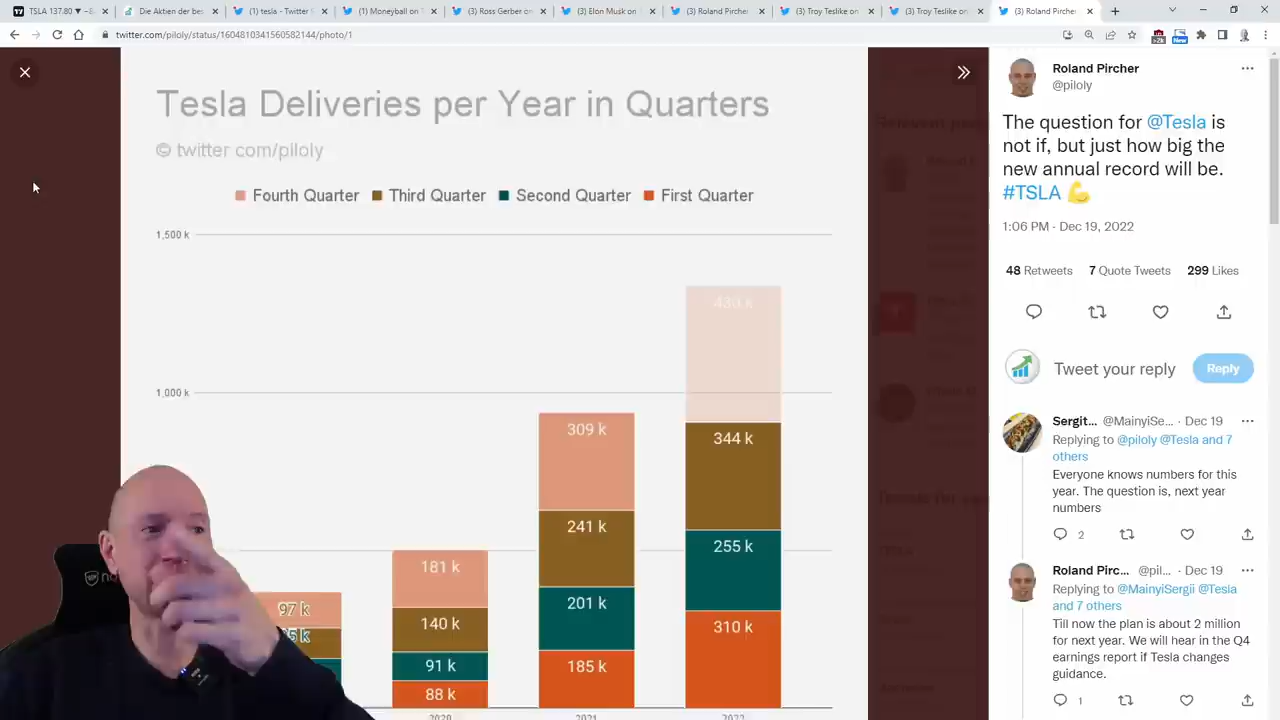 TSLA 137.80 ▼
Die Aktien der bes
(1) tesla - Twitter S
(1) Moneyball on T
(3) Ross Gerber on
(3) Elon Musk on
(3) Roland Pircher
(3) Troy Teslike on
(3) Troy Teslike on
(3) Roland Pircher
twitter.com/piloly/status/1604810341560582144/photo/1
New
Tesla Deliveries per Year in Quarters
© twitter.com/piloly
Fourth Quarter Third Quarter Second Quarter First Quarter
1,500 k
1,000 k
97 k
181 k
140 k
91 k
88 k
309 k
241 k
201 k
185 k
344 k
255 k
310 k
2020 2021 2022
Roland Pircher
@piloly
The question for @Tesla is
not if, but just how big the
new annual record will be.
#TSLA 💪
1:06 PM · Dec 19, 2022
48 Retweets 7 Quote Tweets 299 Likes
Tweet your reply
Reply
Sergit... @MainyiSe... · Dec 19
Replying to @piloly @Tesla and 7
others
Everyone knows numbers for this
year. The question is, next year
numbers
2
Roland Pirc... @pil... · Dec 19
Replying to @MainyiSergii @Tesla
and 7 others
Till now the plan is about 2 million
for next year. We will hear in the Q4
earnings report if Tesla changes
guidance.
1